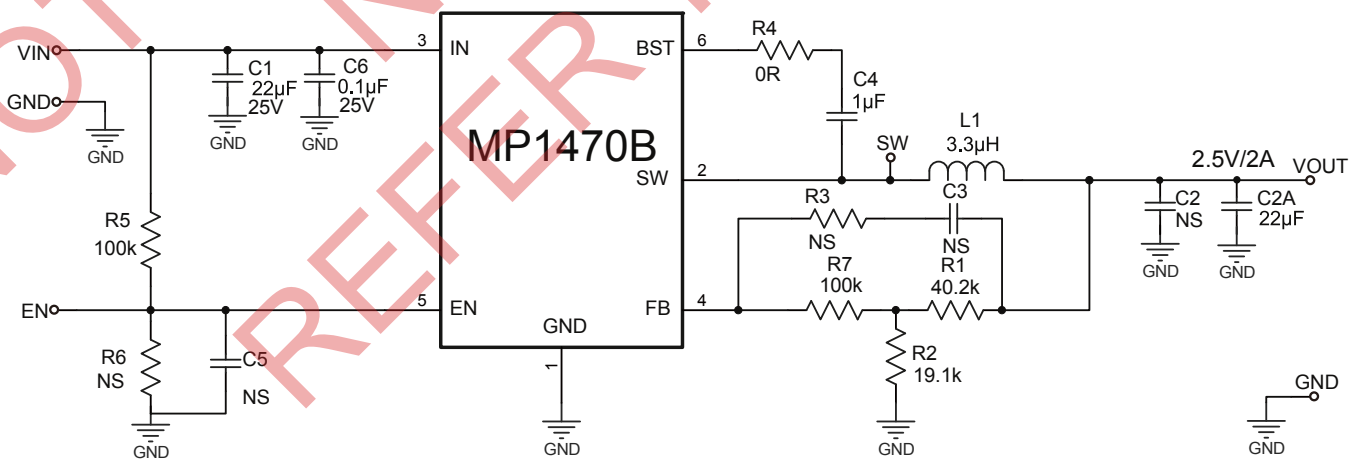 VIN
GND
GND
C1
22µF
25V
GND
C6
0.1µF
25V
GND
3
IN
BST
6
R4
0R
C4
1µF
MP1470B
SW
2
SW
L1
3.3µH
2.5V/2A
VOUT
C2
NS
GND
C2A
22µF
GND
R3
NS
C3
NS
R5
100k
R7
100k
R1
40.2k
EN
5
EN
FB
4
GND
1
GND
R6
NS
C5
NS
GND
R2
19.1k
GND
GND
GND
NOT
N
REFER